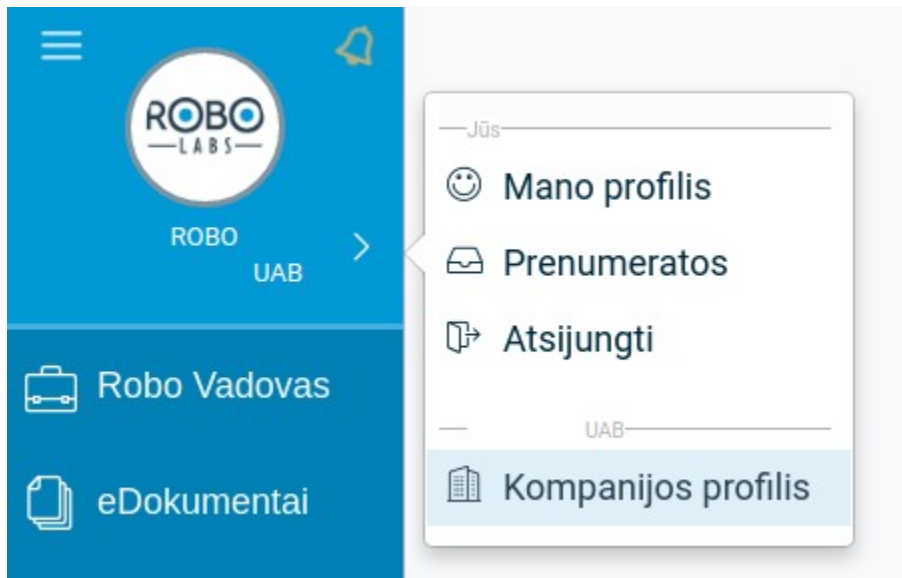 ROBO
LABS
ROBO
UAB
Robo Vadovas
eDokumentai
Jūs
Mano profilis
Prenumeratos
Atsijungti
UAB
Kompanijos profilis